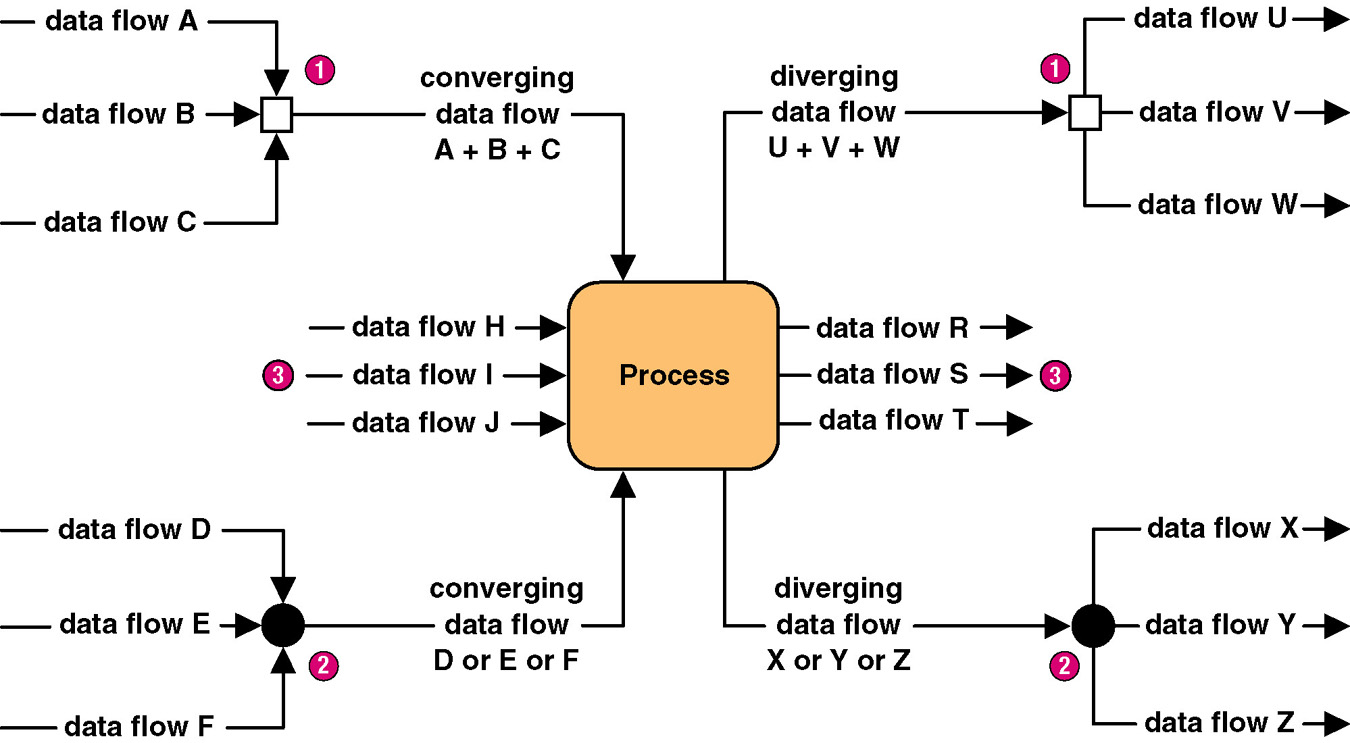 data flow A
data flow B
data flow C
1
converging
data flow
A + B + C
diverging
data flow
U + V + W
1
data flow U
data flow V
data flow W
data flow H
3
data flow I
data flow J
Process
data flow R
data flow S
3
data flow T
data flow D
data flow E
data flow F
2
converging
data flow
D or E or F
diverging
data flow
X or Y or Z
2
data flow X
data flow Y
data flow Z